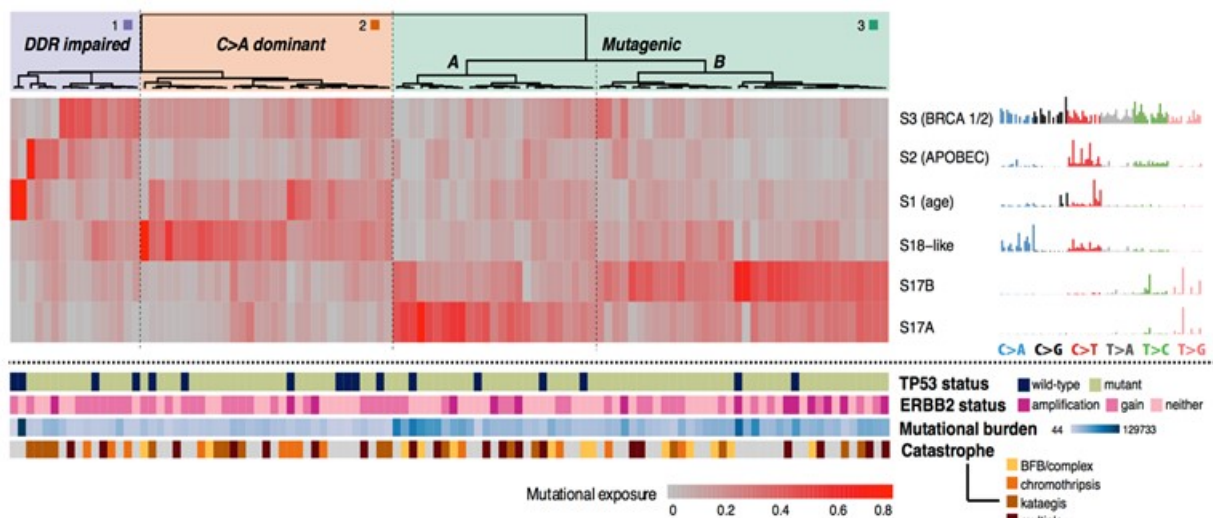 1 2 3
DDR impaired C>A dominant Mutagenic
A B
S3 (BRCA 1/2)
S2 (APOBEC)
S1 (age)
S18-like
S17B
S17A
C>A C>G C>T T>A T>C T>G
TP53 status wild-type mutant
ERBB2 status amplification gain neither
Mutational burden 44 129733
Catastrophe
BFB/complex
chromothripsis
kataegis
Mutational exposure
0 0.2 0.4 0.6 0.8